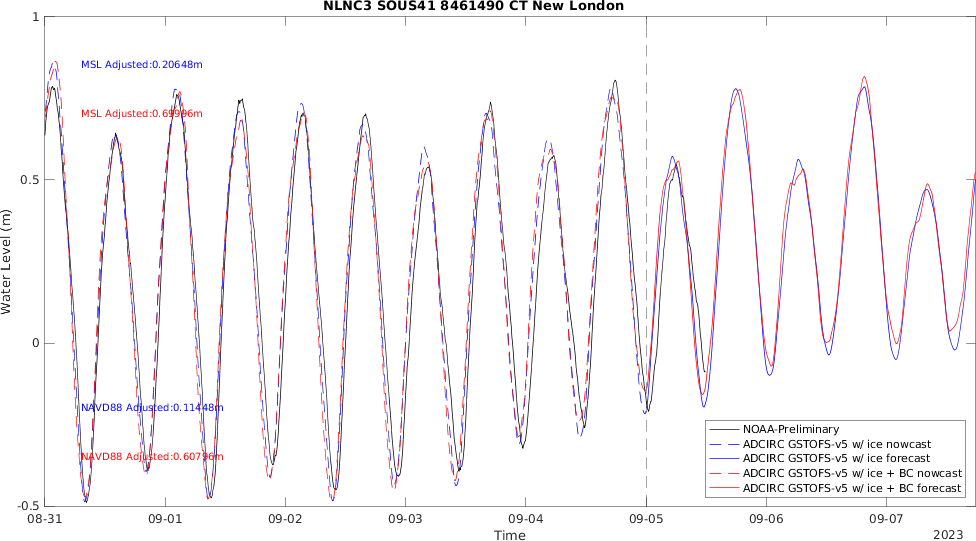 NLNC3 SOUS41 8461490 CT New London
1
MSL Adjusted:0.20648m
MSL Adjusted:0.69996m
0.5
Water Level (m)
0
NAVD88 Adjusted:0.11448m
NAVD88 Adjusted:0.60796m
NOAA-Preliminary
ADCIRC GSTOFS-v5 w/ ice nowcast
ADCIRC GSTOFS-v5 w/ ice forecast
ADCIRC GSTOFS-v5 w/ ice + BC nowcast
ADCIRC GSTOFS-v5 w/ ice + BC forecast
-0.5
08-31 09-01 09-02 09-03 09-04 09-05 09-06 09-07
Time
2023